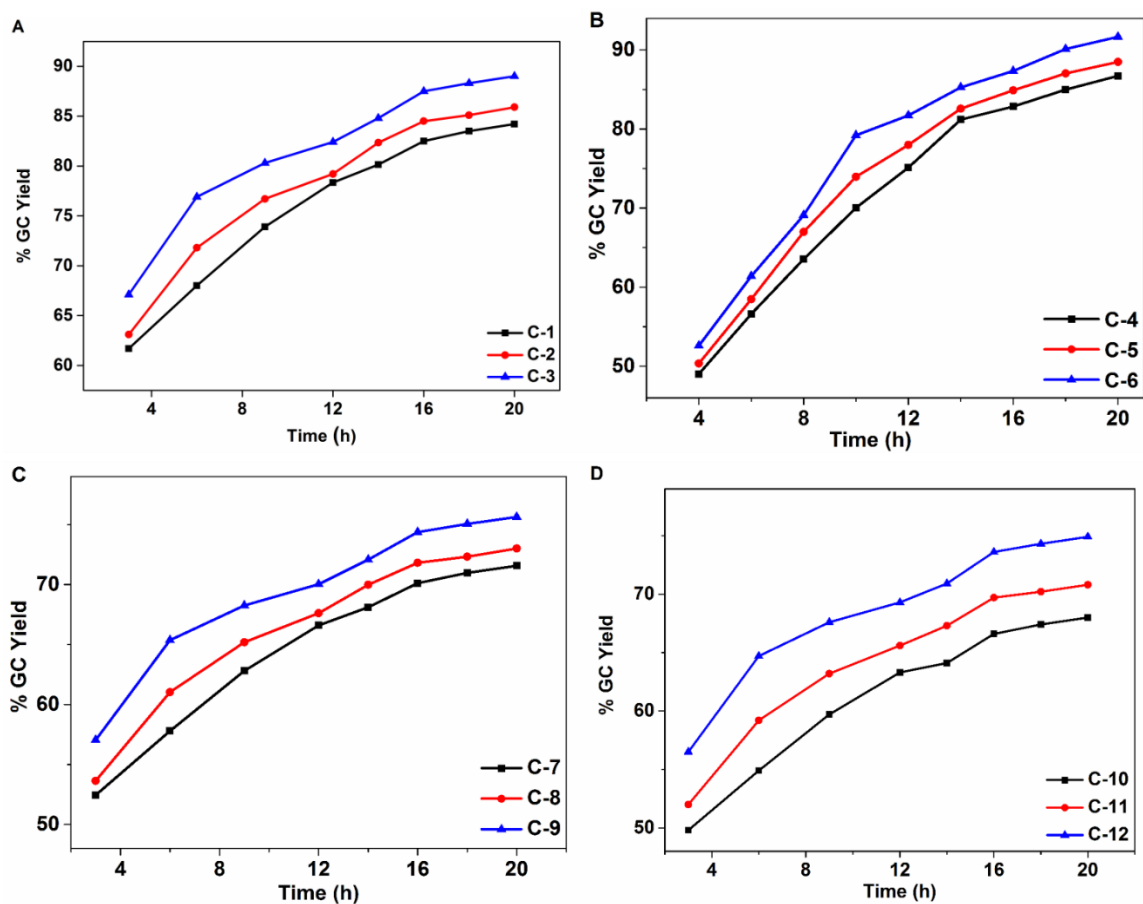 A
% GC Yield
90
85
80
75
70
65
60
4
8
12
16
20
Time (h)
C-1
C-2
C-3
B
% GC Yield
90
80
70
60
50
4
8
12
16
20
Time (h)
C-4
C-5
C-6
C
% GC Yield
70
60
50
4
8
12
16
20
Time (h)
C-7
C-8
C-9
D
% GC Yield
70
60
50
4
8
12
16
20
Time (h)
C-10
C-11
C-12